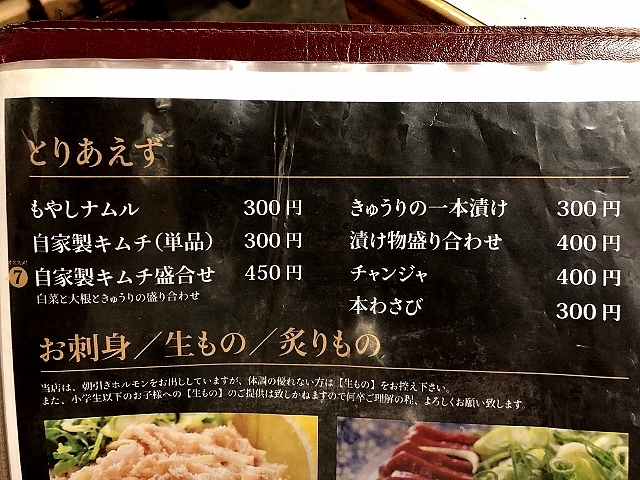 とりあえず
もやしナムル 300円
自家製キムチ(単品) 300円
オススメ! 7 自家製キムチ盛合せ 450円
白菜と大根ときゅうりの盛り合わせ
きゅうりの一本漬け 300円
漬け物盛り合わせ 400円
チャンジャ 400円
本わさび 300円
お刺身／生もの／炙りもの
当店は、朝引きホルモンをお出ししていますが、体調の優れない方は【生もの】をお控え下さい。
また、小学生以下のお子様への【生もの】のご提供は致しかねますので何卒ご理解の程、よろしくお願い致します。